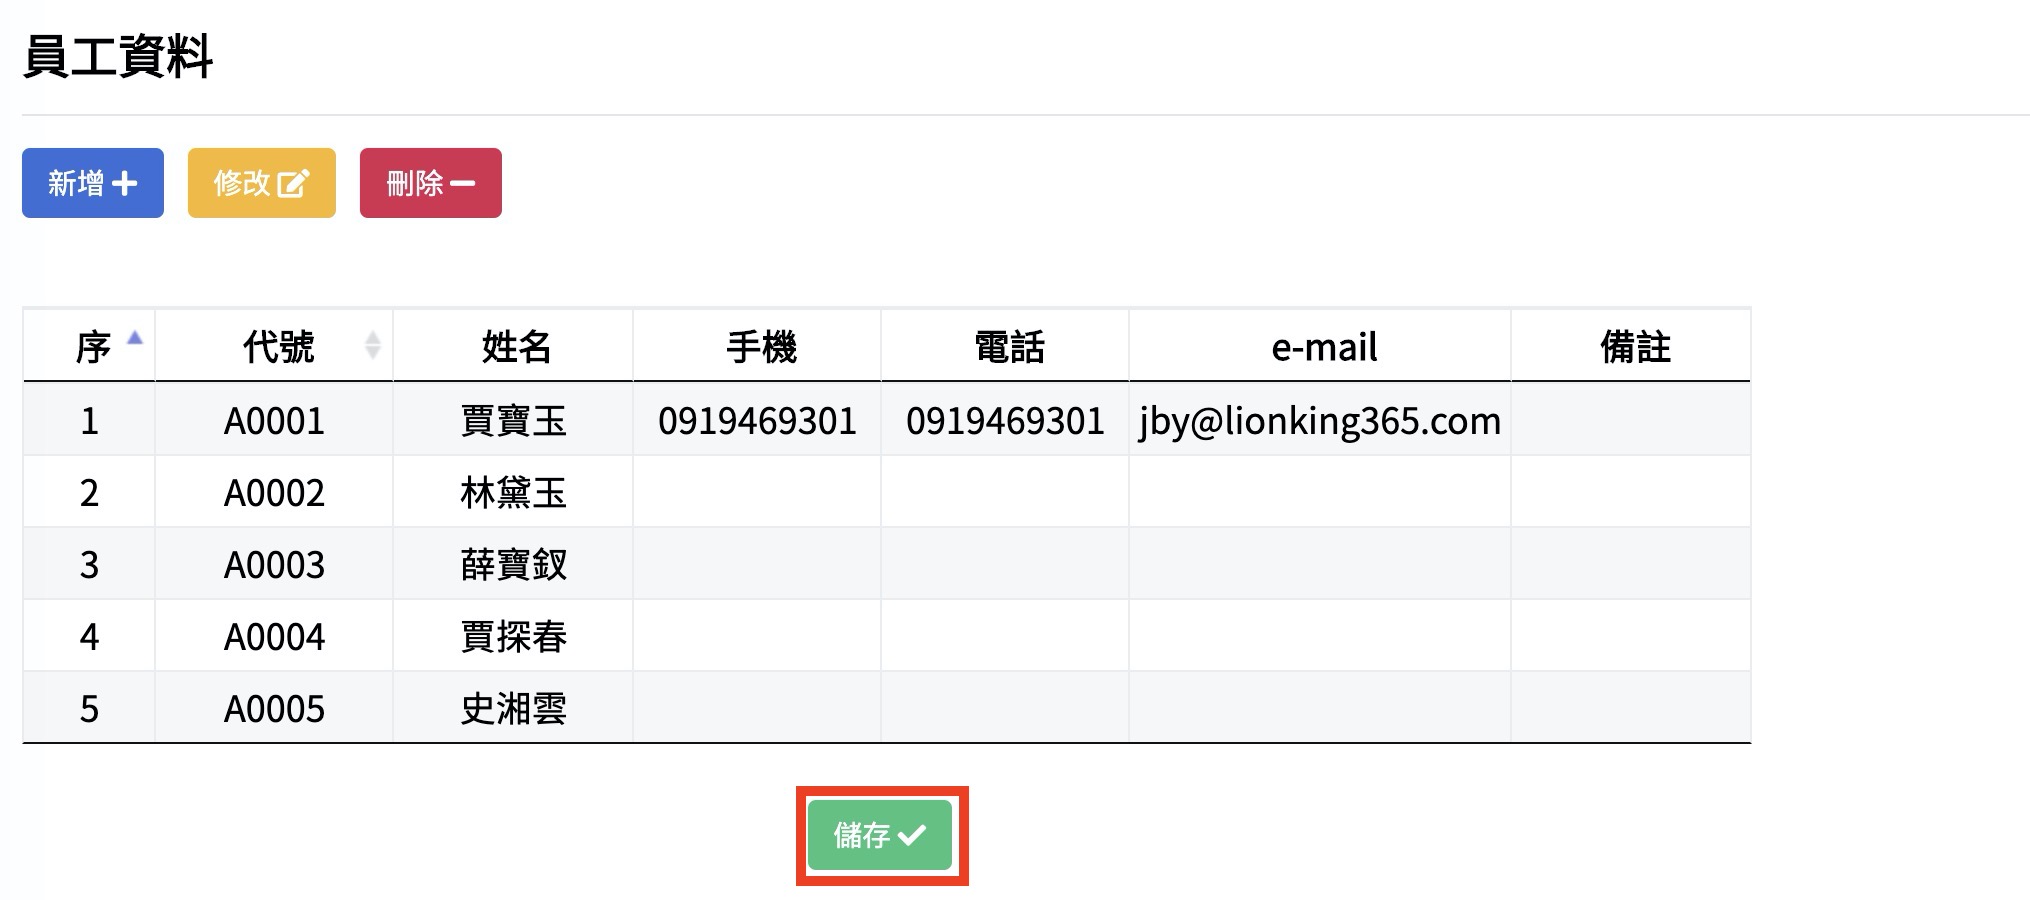 員工資料
新增 修改 刪除
序 代號 姓名 手機 電話 e-mail 備註
1 A0001 賈寶玉 0919469301 0919469301 jby@lionking365.com
2 A0002 林黛玉
3 A0003 薛寶釵
4 A0004 賈探春
5 A0005 史湘雲
儲存